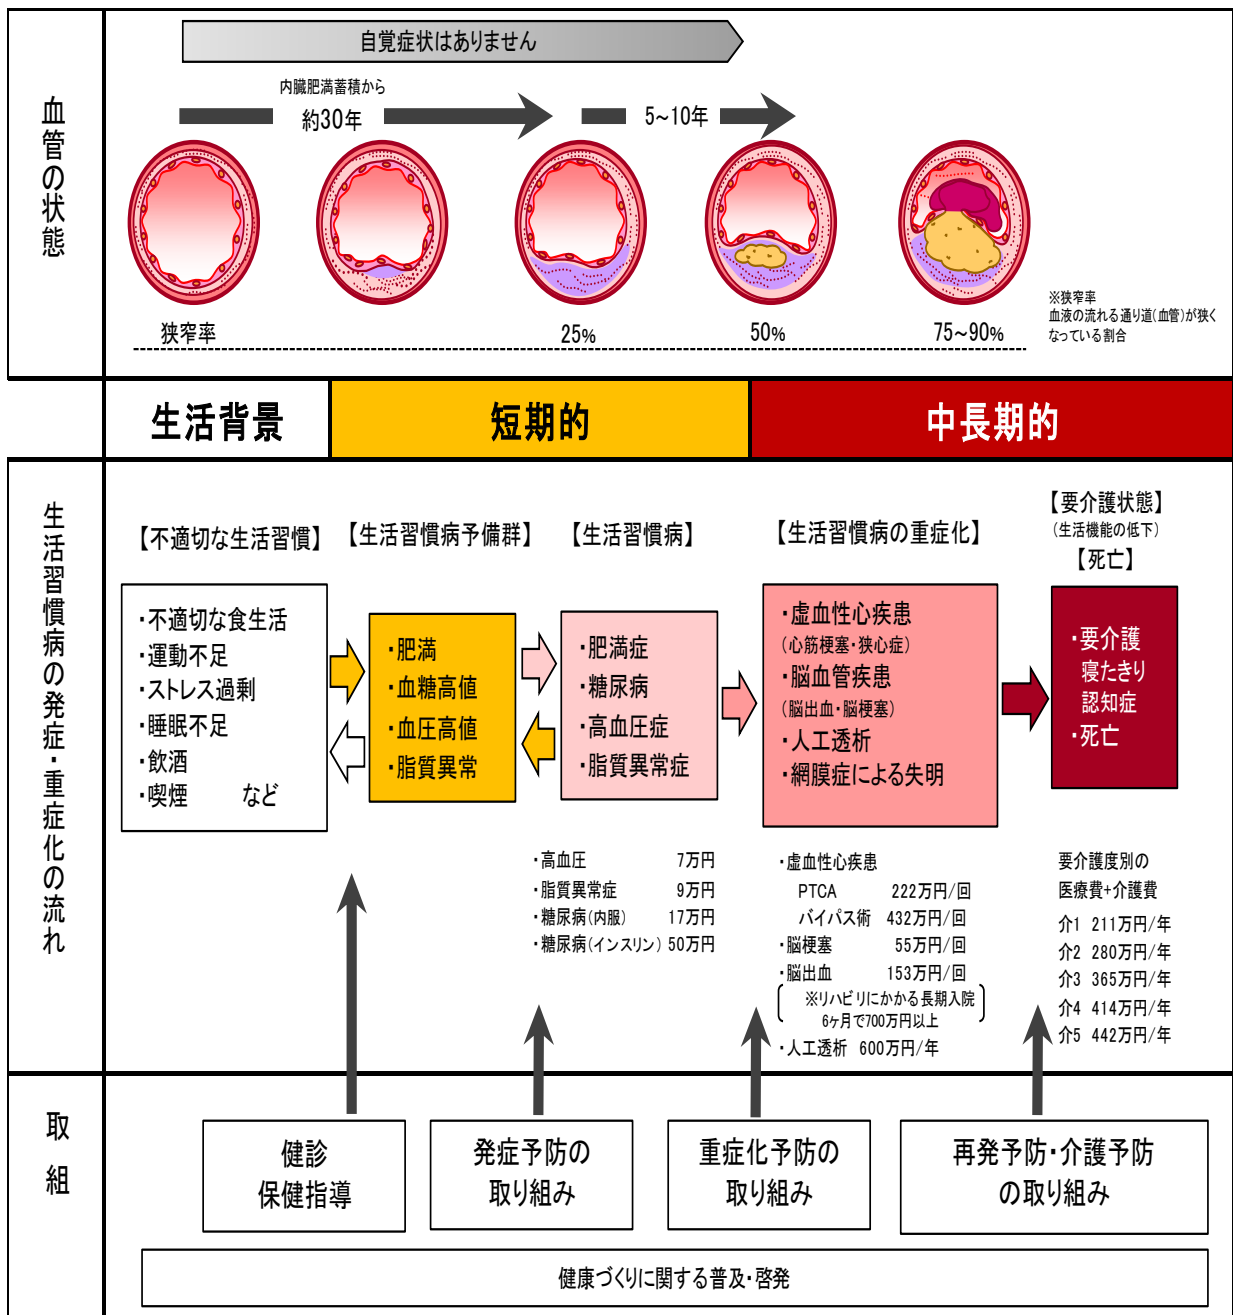 血管の状態
自覚症状はありません
内臓肥満蓄積から
約30年
5~10年
狭窄率
25%
50%
75~90%
※狭窄率
血液の流れる通り道(血管)が狭く
なっている割合
生活背景
短期的
中長期的
生活習慣病の発症・重症化の流れ
【不適切な生活習慣】
・不適切な食生活
・運動不足
・ストレス過剰
・睡眠不足
・飲酒
・喫煙 など
【生活習慣病予備群】
・肥満
・血糖高値
・血圧高値
・脂質異常
【生活習慣病】
・肥満症
・糖尿病
・高血圧症
・脂質異常症
・高血圧 7万円
・脂質異常症 9万円
・糖尿病(内服) 17万円
・糖尿病(インスリン) 50万円
【生活習慣病の重症化】
・虚血性心疾患
(心筋梗塞・狭心症)
・脳血管疾患
(脳出血・脳梗塞)
・人工透析
・網膜症による失明
・虚血性心疾患
PTCA 222万円/回
バイパス術 432万円/回
・脳梗塞 55万円/回
・脳出血 153万円/回
※リハビリにかかる長期入院
6ヶ月で700万円以上
・人工透析 600万円/年
【要介護状態】
(生活機能の低下)
【死亡】
・要介護
寝たきり
認知症
・死亡
要介護度別の
医療費+介護費
介1 211万円/年
介2 280万円/年
介3 365万円/年
介4 414万円/年
介5 442万円/年
取組
健診
保健指導
発症予防の
取り組み
重症化予防の
取り組み
再発予防・介護予防
の取り組み
健康づくりに関する普及・啓発